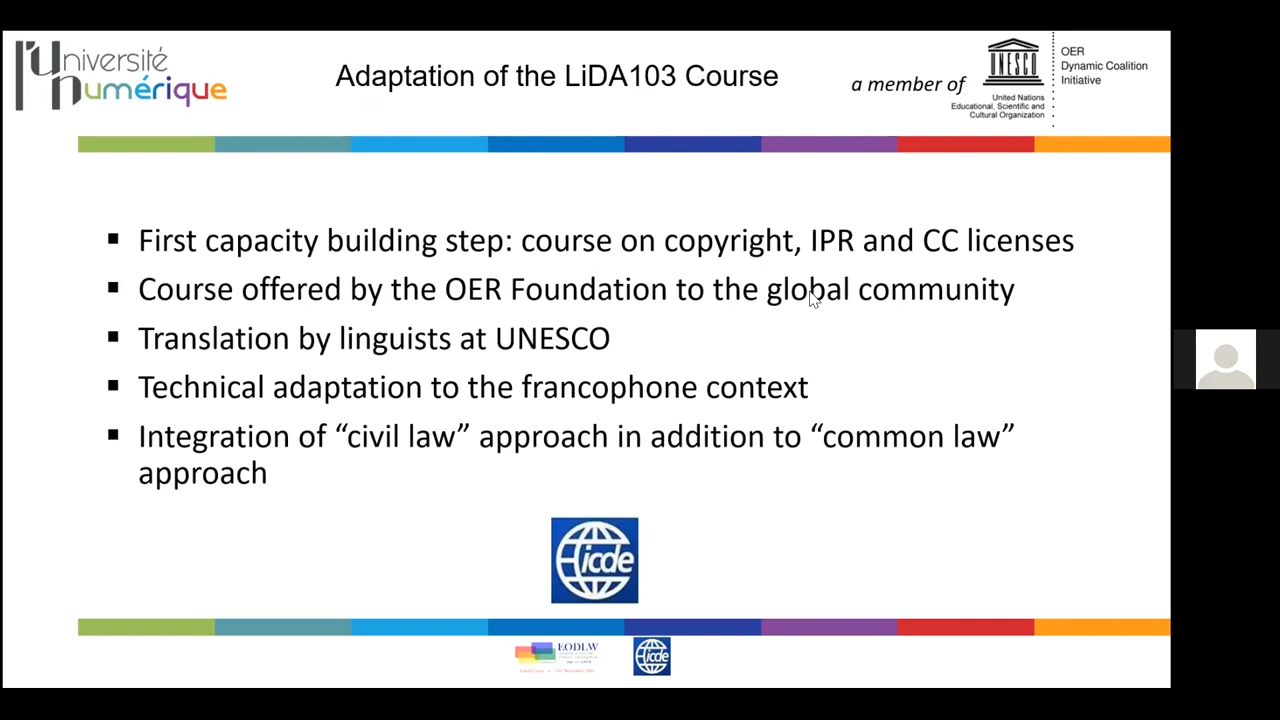 l'Université
Numérique
Adaptation of the LiDA103 Course
a member of
UNESCO
United Nations
Educational, Scientific and
Cultural Organization
OER
Dynamic Coalition
Initiative
▪ First capacity building step: course on copyright, IPR and CC licenses
▪ Course offered by the OER Foundation to the global community
▪ Translation by linguists at UNESCO
▪ Technical adaptation to the francophone context
▪ Integration of “civil law” approach in addition to “common law”
approach
icde
EODLW
icde